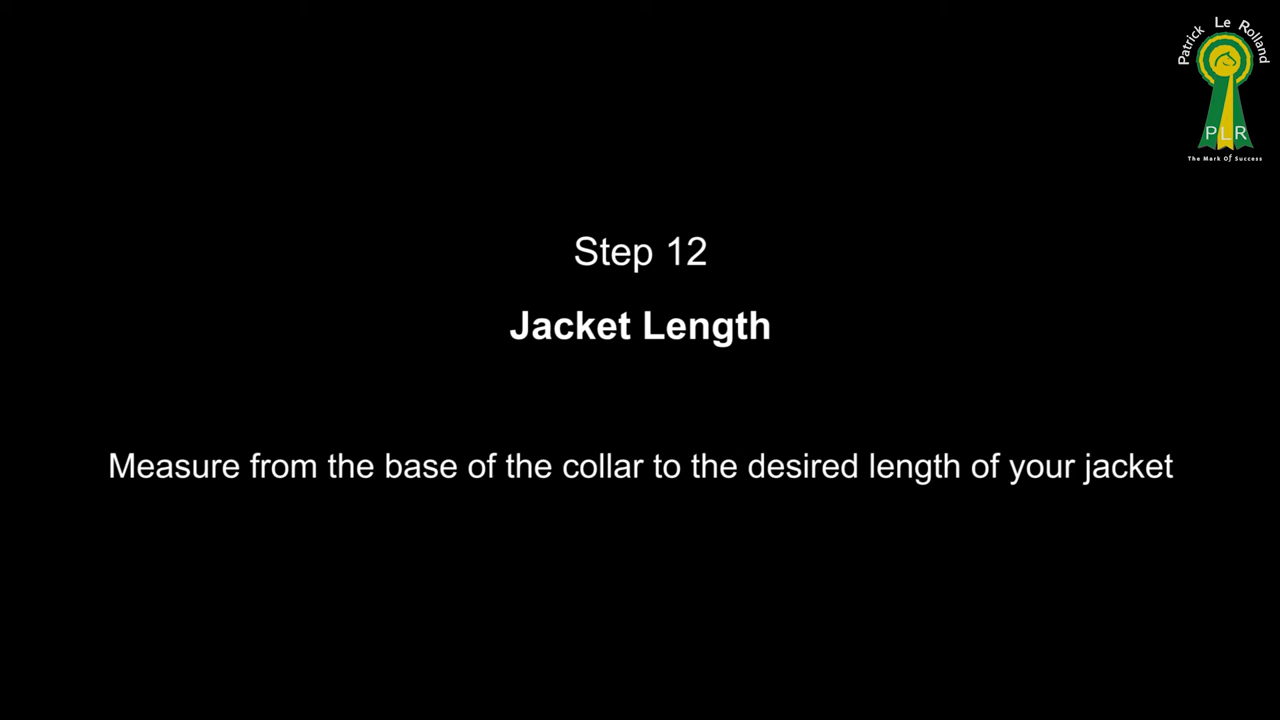 Patrick Le Rolland
PLR
The Mark Of Success
Step 12
Jacket Length
Measure from the base of the collar to the desired length of your jacket